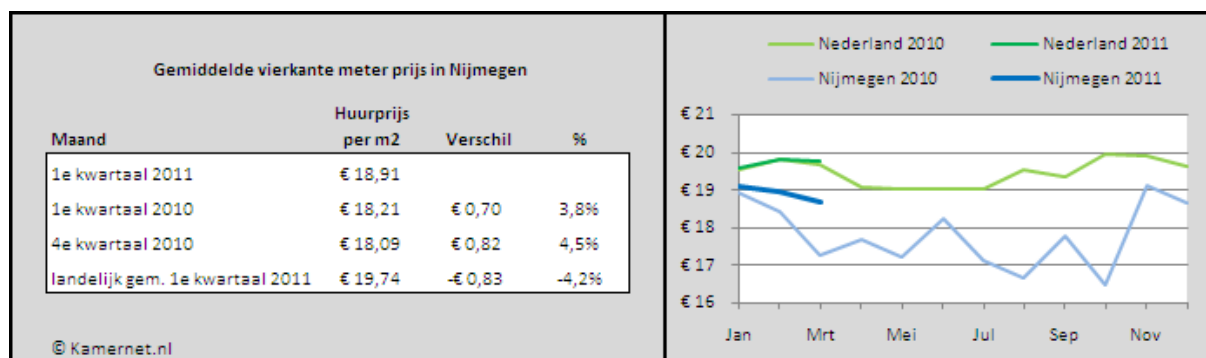 Gemiddelde vierkante meter prijs in Nijmegen
Huurprijs
Maand per m2 Verschil %
1e kwartaal 2011 € 18,91
1e kwartaal 2010 € 18,21 € 0,70 3,8%
4e kwartaal 2010 € 18,09 € 0,82 4,5%
landelijk gem. 1e kwartaal 2011 € 19,74 -€ 0,83 -4,2%
© Kamernet.nl
Nederland 2010 Nederland 2011
Nijmegen 2010 Nijmegen 2011
€ 21
€ 20
€ 19
€ 18
€ 17
€ 16
Jan Mrt Mei Jul Sep Nov